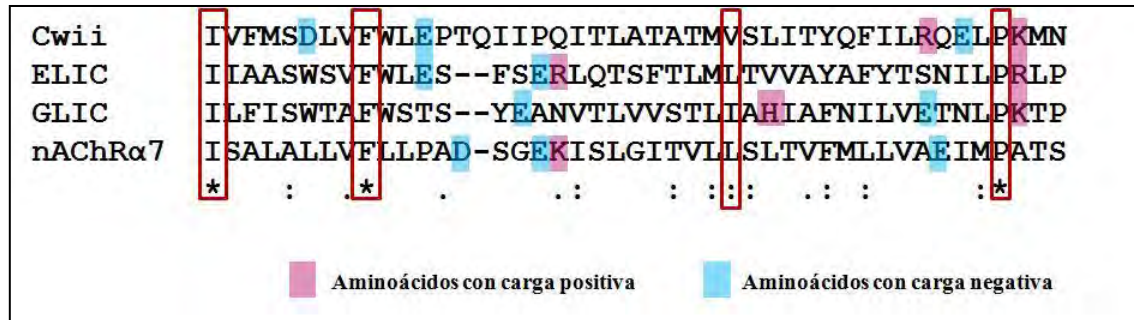 Cwii IVFMSDLVFWLEPTQIIPQITLATATMVSLITYQFILRQELPKMN
ELIC IIAASWSVFWLES--FSERLQTSFTLMLTVVAYAFYTSNILPRLP
GLIC ILFISWTAFWSTS--YEANVTLVVSTLIAHIAFNILVETNLPKTP
nAChRα7 ISALALLVFLLPAD-SGEKISLGITVLLSLTVFMLLVAEIMPATS
*   :  .*   .     .:    : :::  .: :     :*
Aminoácidos con carga positiva Aminoácidos con carga negativa